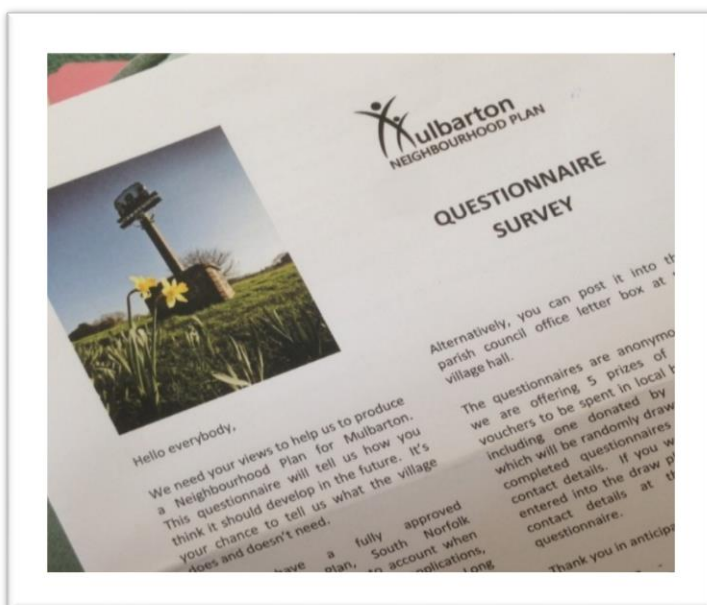 Mulbarton
NEIGHBOURHOOD PLAN
QUESTIONNAIRE
SURVEY
Hello everybody,
We need your views to help us to produce
a Neighbourhood Plan for Mulbarton.
This questionnaire will tell us how you
think it should develop in the future. It's
your chance to tell us what the village
does and doesn't need.
have a fully approved
Plan, South Norfolk
to account when
Alternatively, you can post it into
parish council office letter box at
village hall.
The questionnaires are
we are offering 5 prizes of
vouchers to be spent in local
including one donated by
which will be randomly
completed questionnaires
contact details. If you
entered into the draw
contact details at
questionnaire.
Thank you in